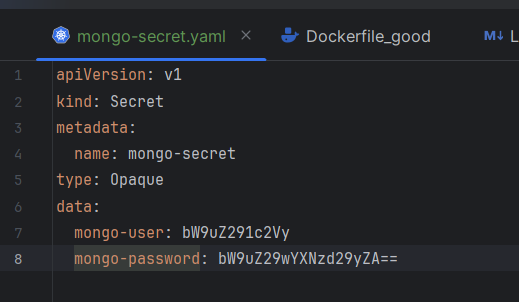 mongo-secret.yaml × Dockerfile_good M↓ L
1 apiVersion: v1
2 kind: Secret
3 metadata:
4   name: mongo-secret
5 type: Opaque
6 data:
7   mongo-user: bW9uZ291c2Vy
8   mongo-password: bW9uZ29wYXNzd29yZA==